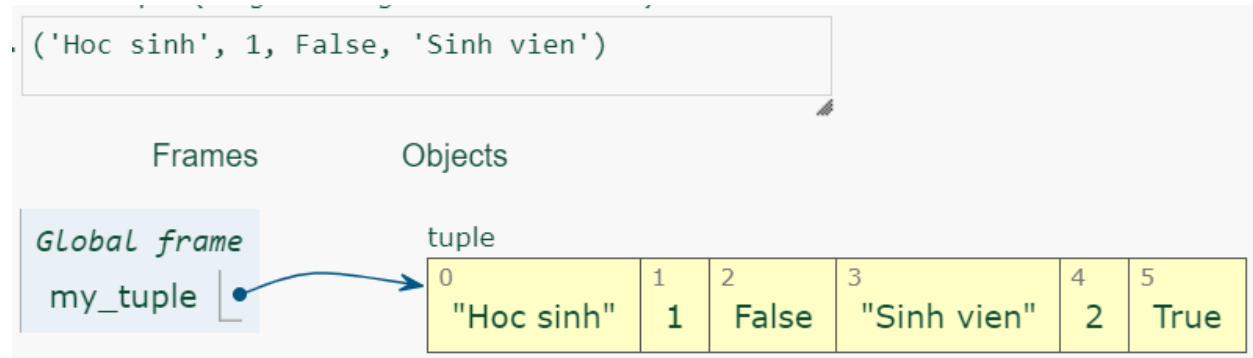 ('Hoc sinh', 1, False, 'Sinh vien')
Frames Objects
Global frame
my_tuple
tuple
0 1 2 3 4 5
"Hoc sinh" 1 False "Sinh vien" 2 True